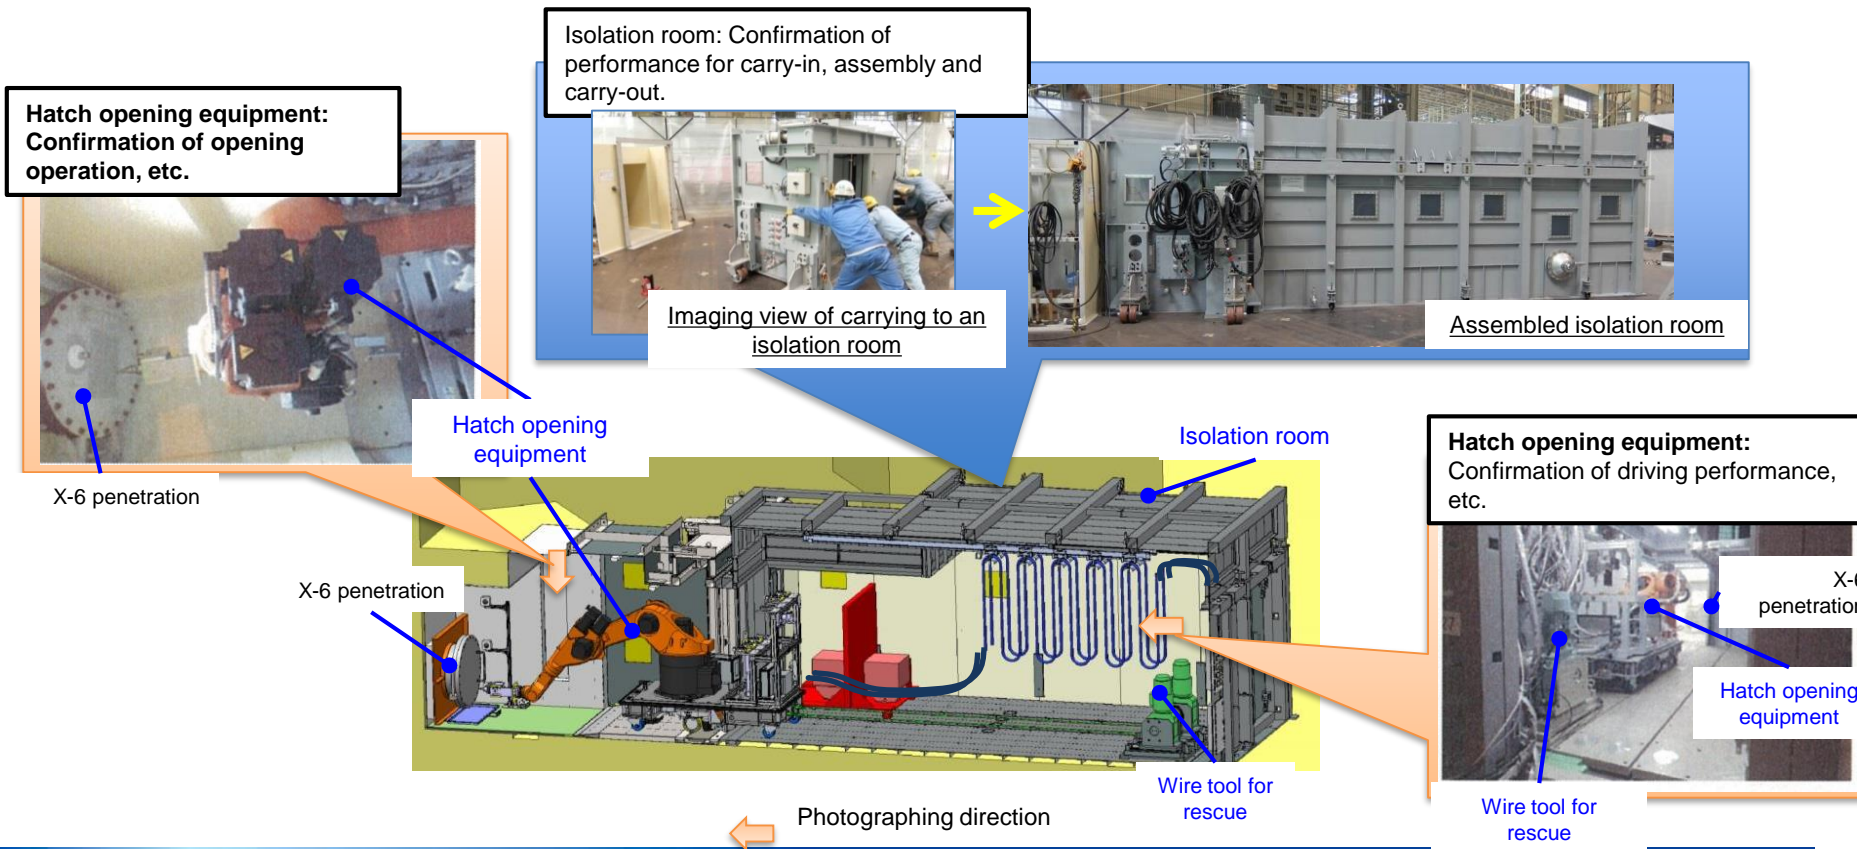 Isolation room: Confirmation of
performance for carry-in, assembly and
carry-out.
Hatch opening equipment:
Confirmation of opening
operation, etc.
Imaging view of carrying to an
isolation room
Assembled isolation room
Hatch opening
equipment
Isolation room
Hatch opening equipment:
Confirmation of driving performance,
etc.
X-6 penetration
X-6 penetration
X-6
penetration
Hatch opening
equipment
Wire tool for
rescue
Wire tool for
rescue
Photographing direction